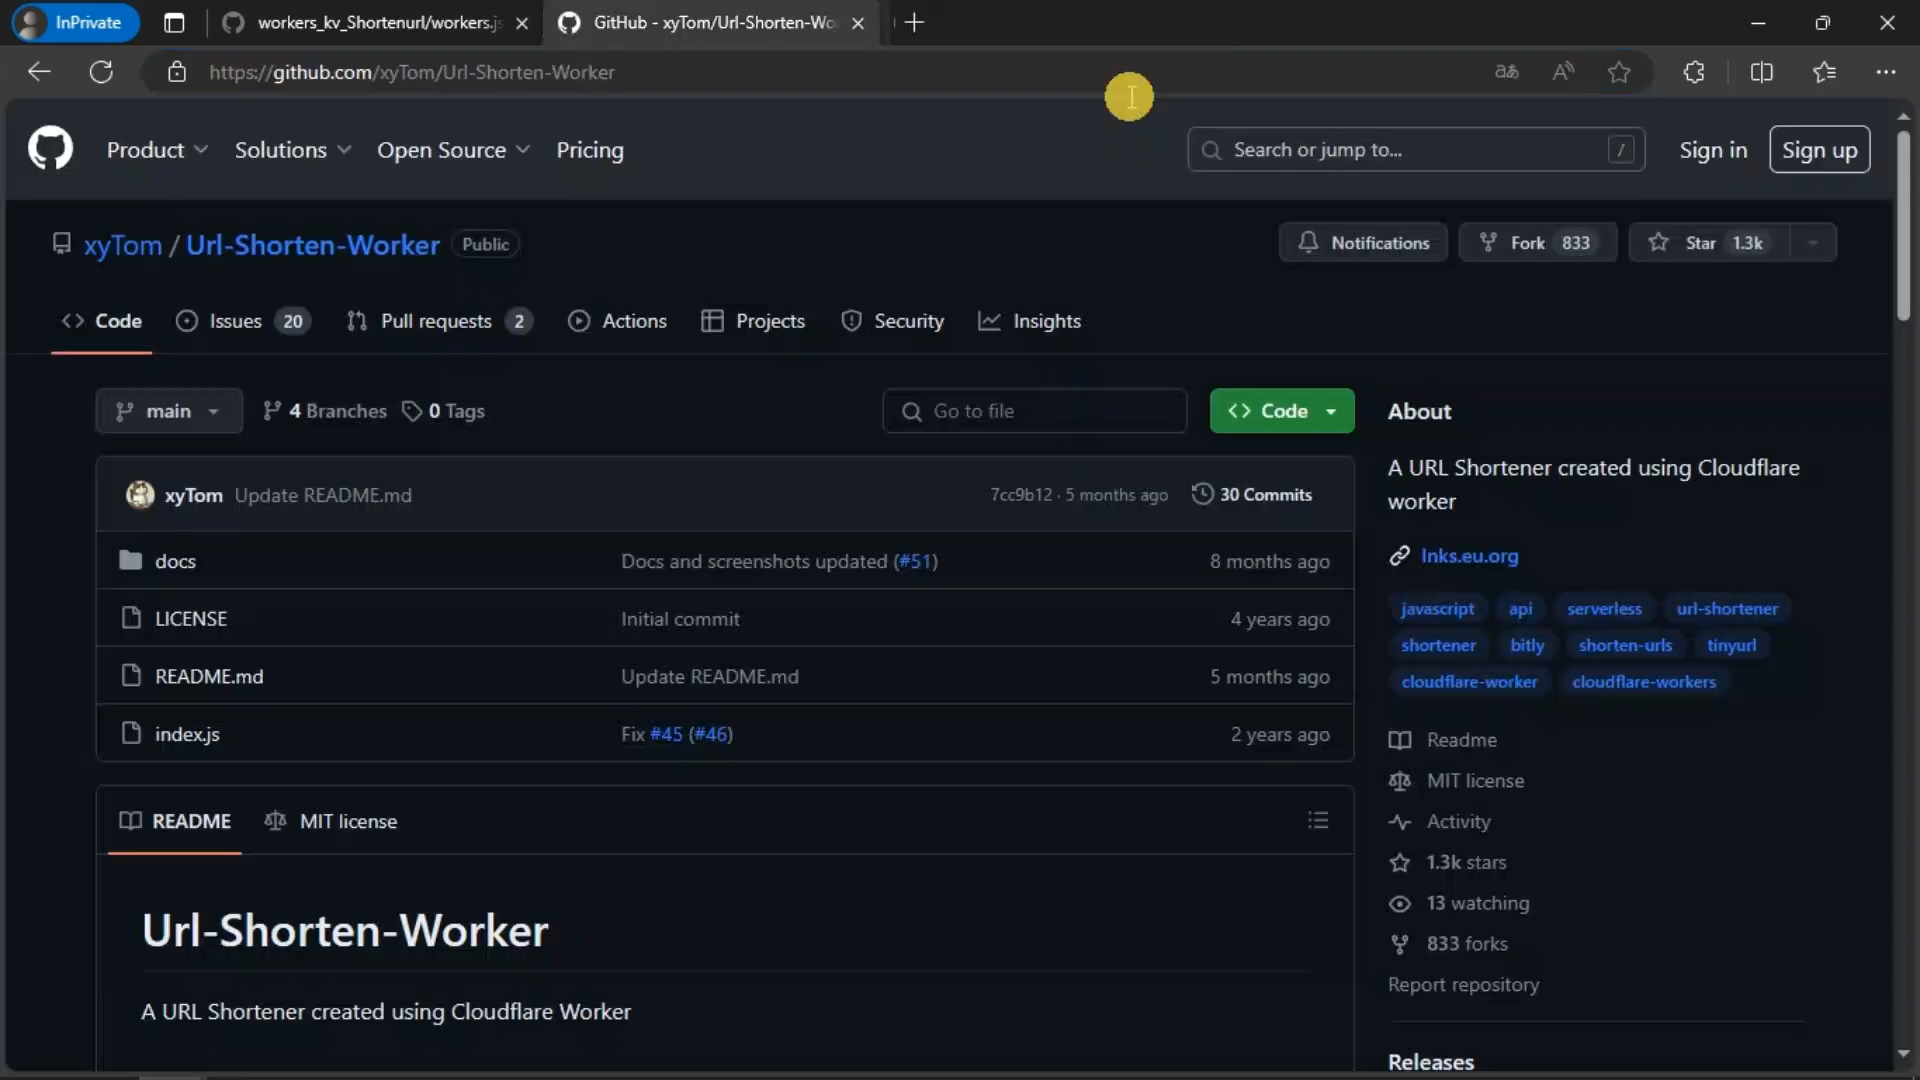 InPrivate
workers_kv_Shortenurl/workers.js
GitHub - xyTom/Url-Shorten-Wo
https://github.com/xyTom/Url-Shorten-Worker
aあ
Product
Solutions
Open Source
Pricing
Search or jump to...
/
Sign in
Sign up
xyTom / Url-Shorten-Worker
Public
Notifications
Fork 833
Star 1.3k
Code
Issues 20
Pull requests 2
Actions
Projects
Security
Insights
main
4 Branches
0 Tags
Go to file
Code
xyTom Update README.md
7cc9b12 · 5 months ago
30 Commits
docs
Docs and screenshots updated (#51)
8 months ago
LICENSE
Initial commit
4 years ago
README.md
Update README.md
5 months ago
index.js
Fix #45 (#46)
2 years ago
README
MIT license
Url-Shorten-Worker
A URL Shortener created using Cloudflare Worker
About
A URL Shortener created using Cloudflare
worker
lnks.eu.org
javascript api serverless url-shortener
shortener bitly shorten-urls tinyurl
cloudflare-worker cloudflare-workers
Readme
MIT license
Activity
1.3k stars
13 watching
833 forks
Report repository
Releases